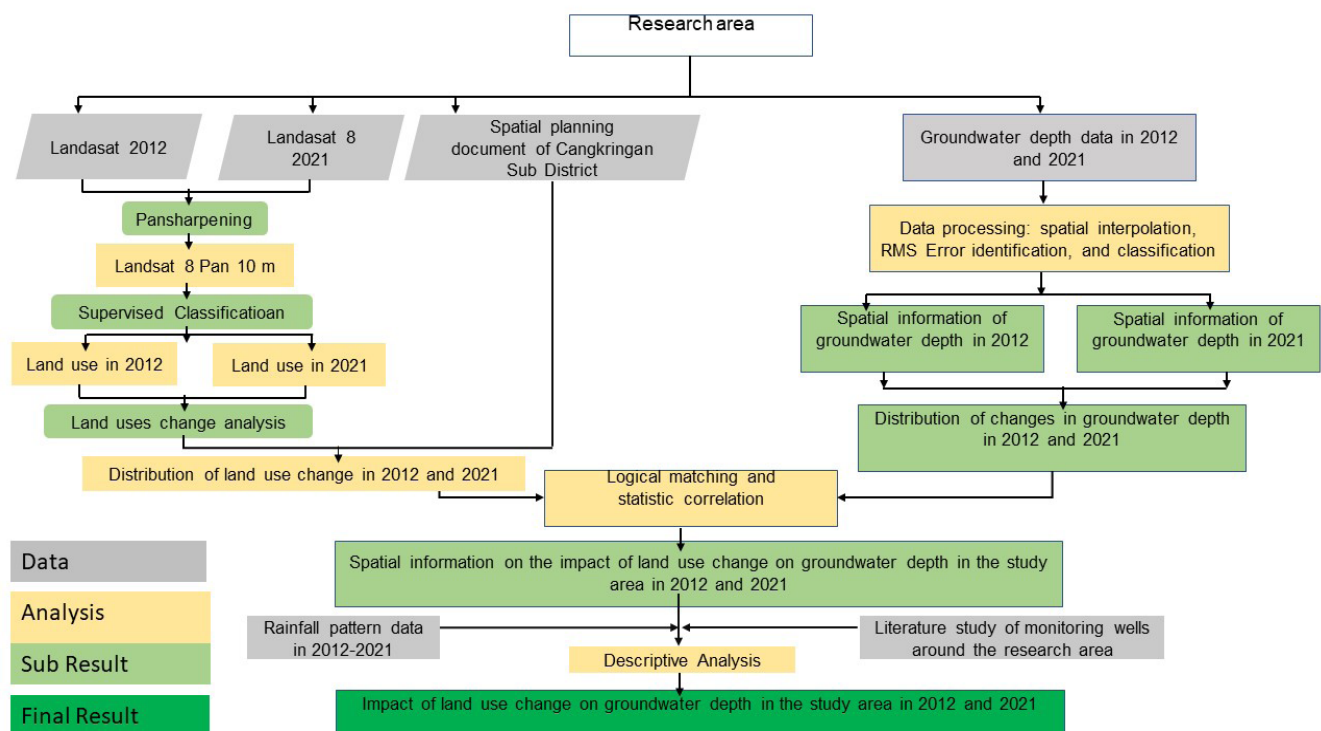 Research area
Landasat 2012
Landasat 8
2021
Spatial planning
document of Cangkringan
Sub District
Groundwater depth data in 2012
and 2021
Pansharpening
Landsat 8 Pan 10 m
Supervised Classificatioan
Land use in 2012
Land use in 2021
Land uses change analysis
Distribution of land use change in 2012 and 2021
Data processing: spatial interpolation,
RMS Error identification, and classification
Spatial information of
groundwater depth in 2012
Spatial information of
groundwater depth in 2021
Distribution of changes in groundwater depth
in 2012 and 2021
Logical matching and
statistic correlation
Spatial information on the impact of land use change on groundwater depth in the study
area in 2012 and 2021
Rainfall pattern data
in 2012-2021
Literature study of monitoring wells
around the research area
Descriptive Analysis
Impact of land use change on groundwater depth in the study area in 2012 and 2021
Data
Analysis
Sub Result
Final Result